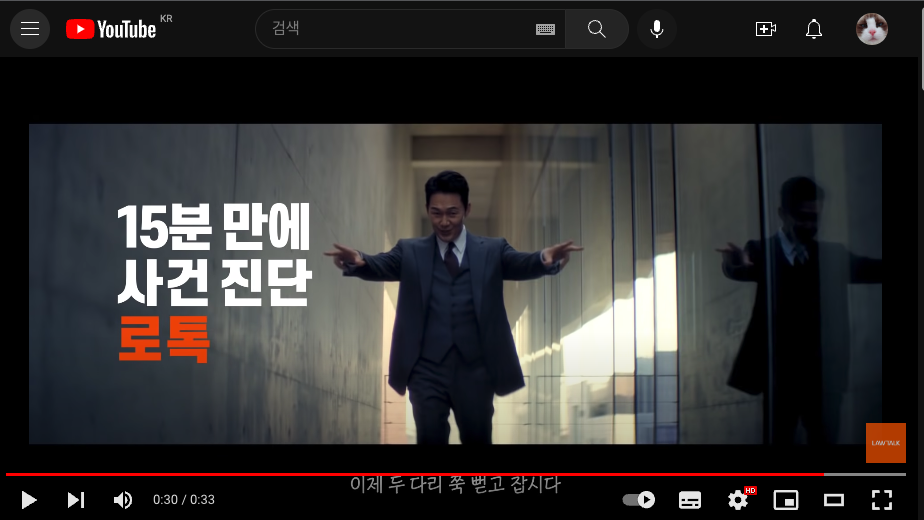 YouTube KR
검색
15분 만에
사건 진단
로톡
LAWTALK
이제 두 다리 쭉 뻗고 잡시다
0:30 / 0:33
HD